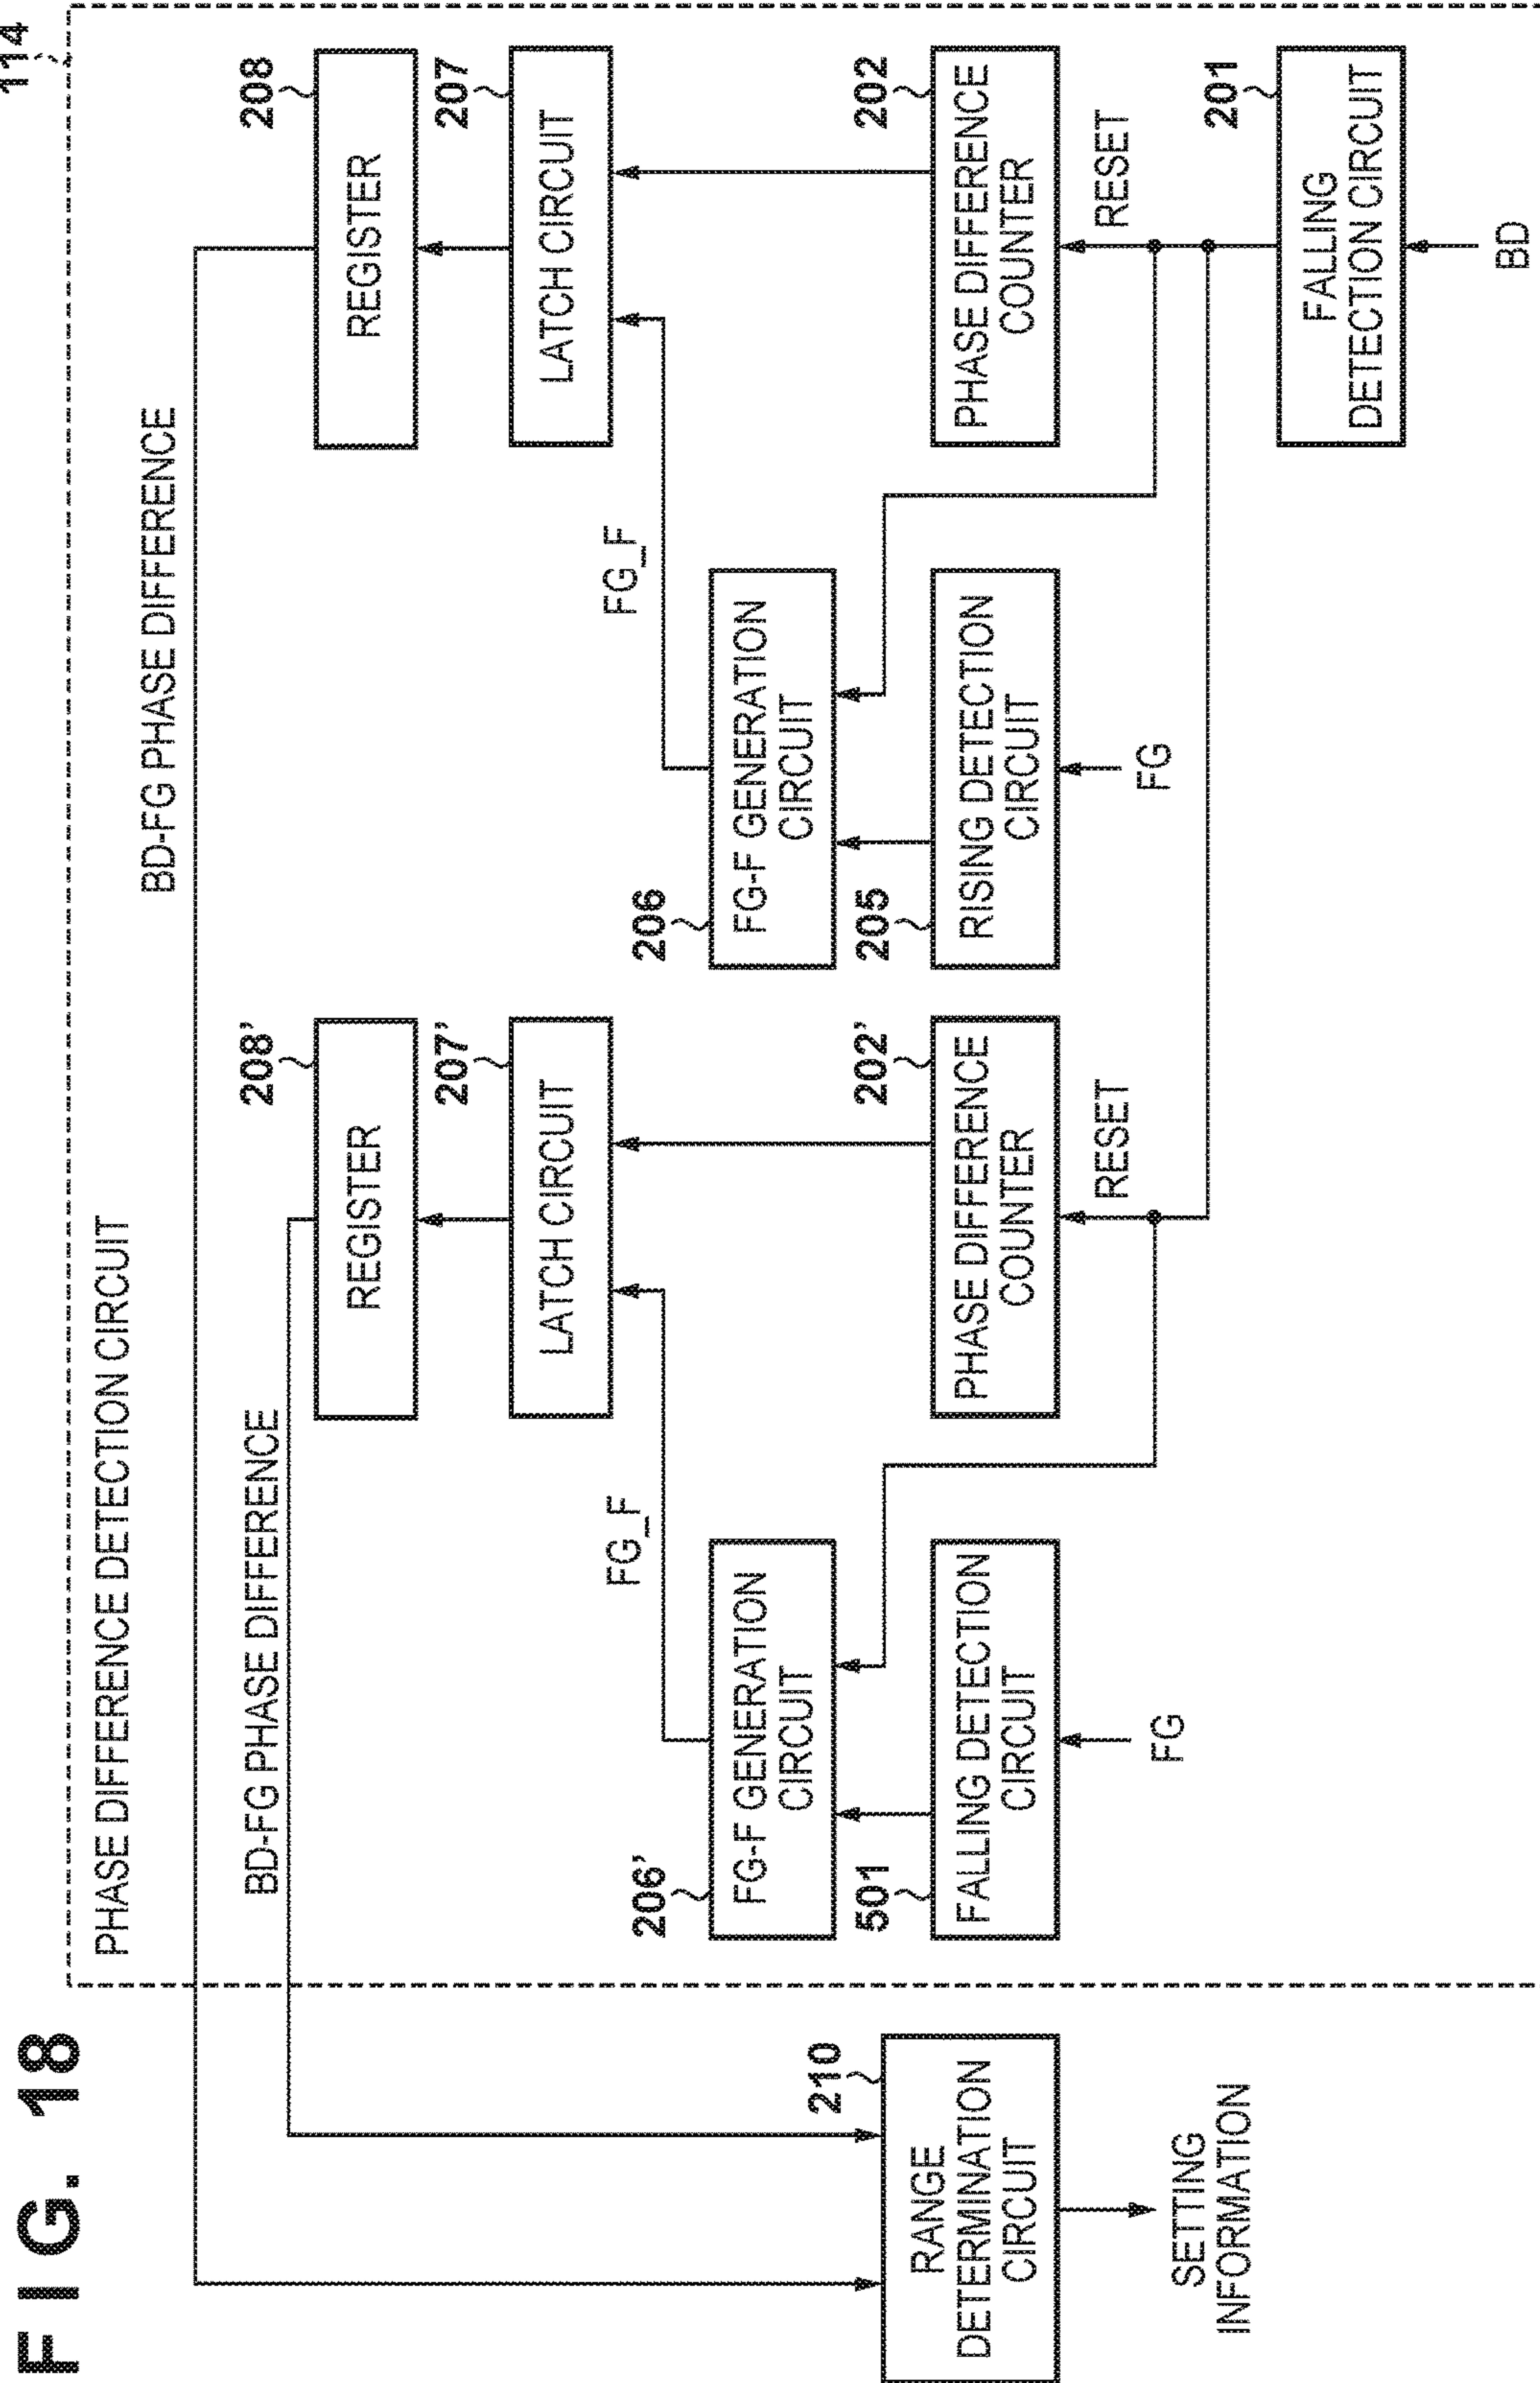 FIG. 18
114
PHASE DIFFERENCE DETECTION CIRCUIT
BD-FG PHASE DIFFERENCE
BD-FG PHASE DIFFERENCE
208'
REGISTER
208
REGISTER
207'
LATCH CIRCUIT
207
LATCH CIRCUIT
FG_F
FG_F
206'
FG-F GENERATION
CIRCUIT
206
FG-F GENERATION
CIRCUIT
210
RANGE
DETERMINATION
CIRCUIT
501
FALLING DETECTION
CIRCUIT
202'
PHASE DIFFERENCE
COUNTER
205
RISING DETECTION
CIRCUIT
202
PHASE DIFFERENCE
COUNTER
RESET
RESET
FG
FG
SETTING
INFORMATION
201
FALLING
DETECTION CIRCUIT
BD